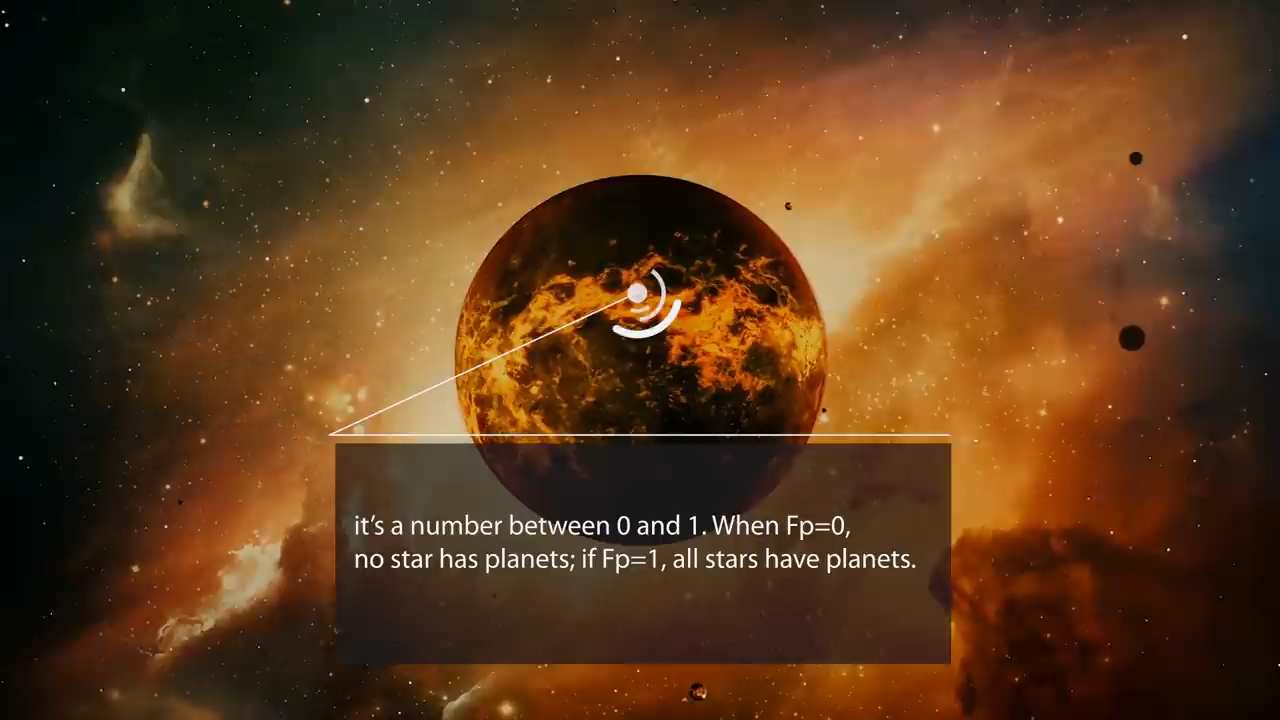 it’s a number between 0 and 1. When Fp=0,
no star has planets; if Fp=1, all stars have planets.